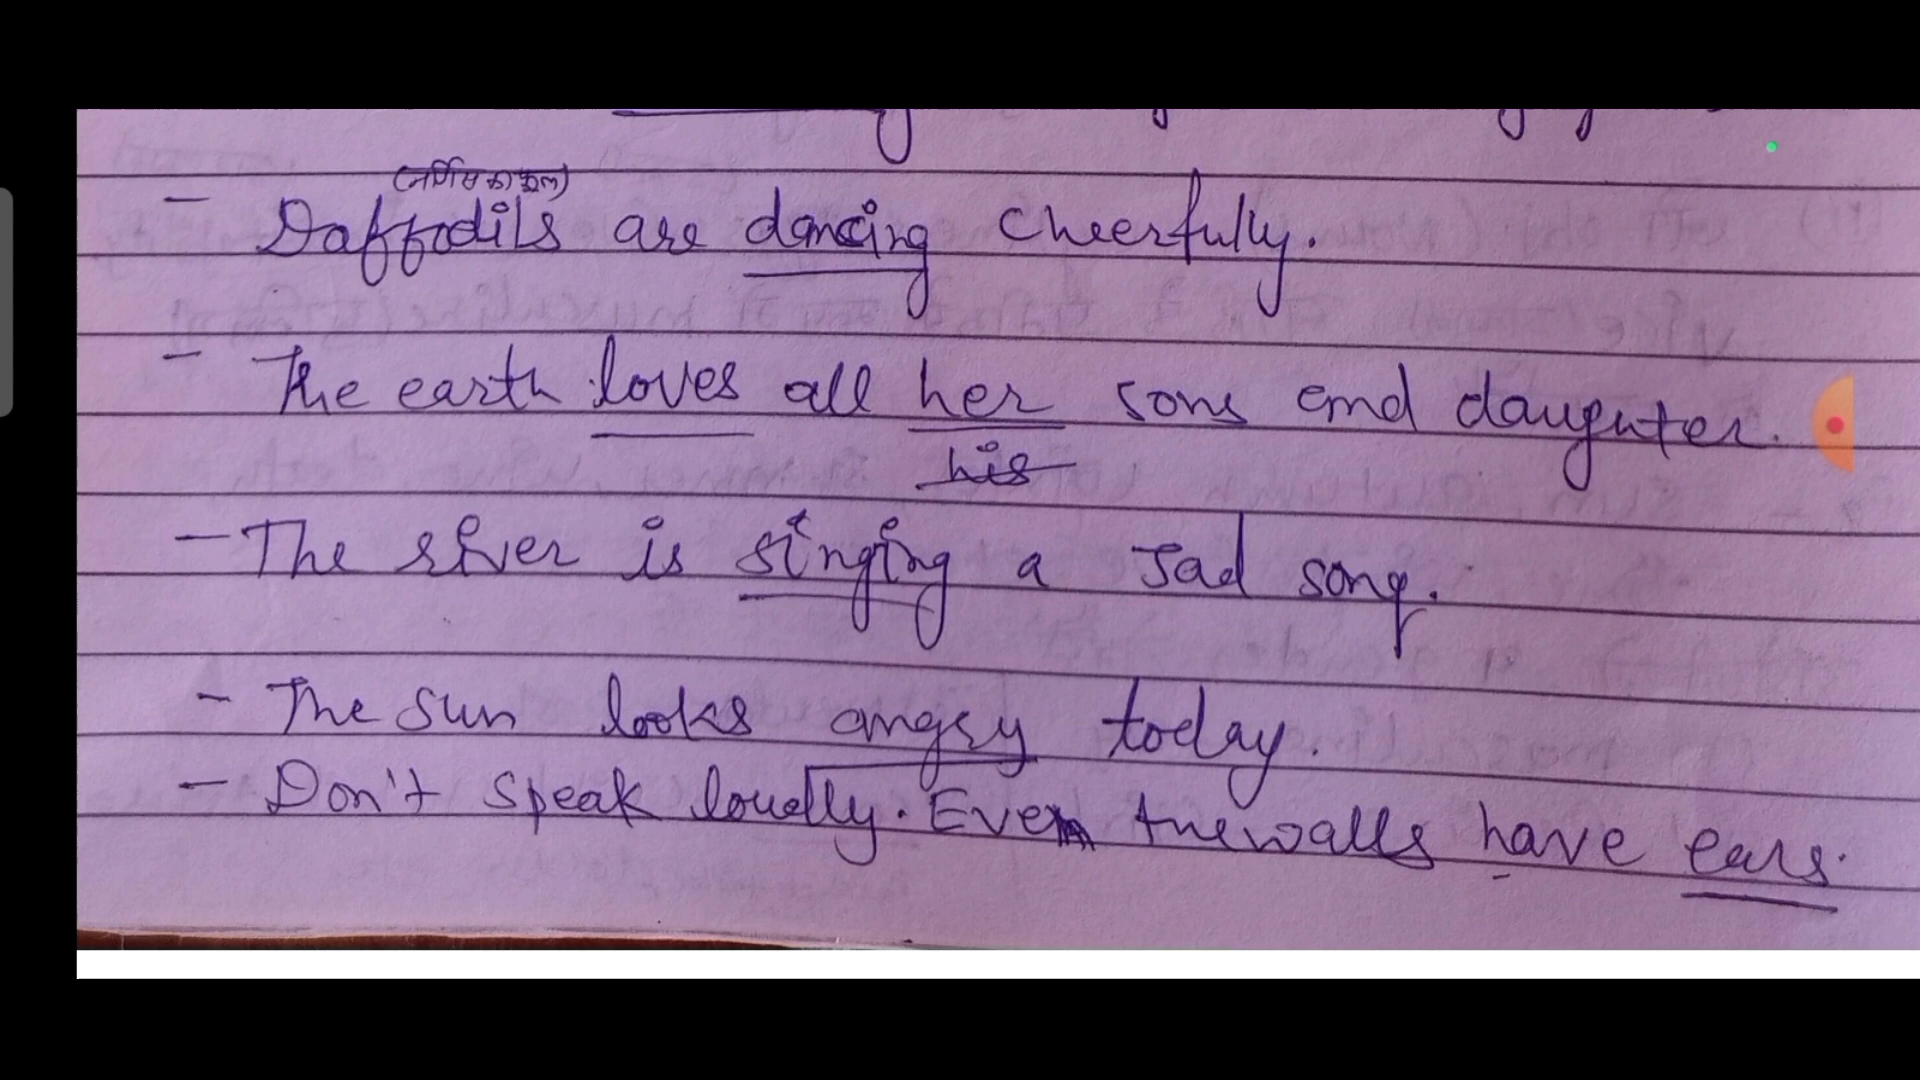 (नर्गिस का फूल)
- Daffodils are dancing cheerfully.
- The earth loves all her sons and daughter.
his
- The river is singing a sad song.
- The sun looks angry today.
- Don't speak loudly. Even the walls have ears.